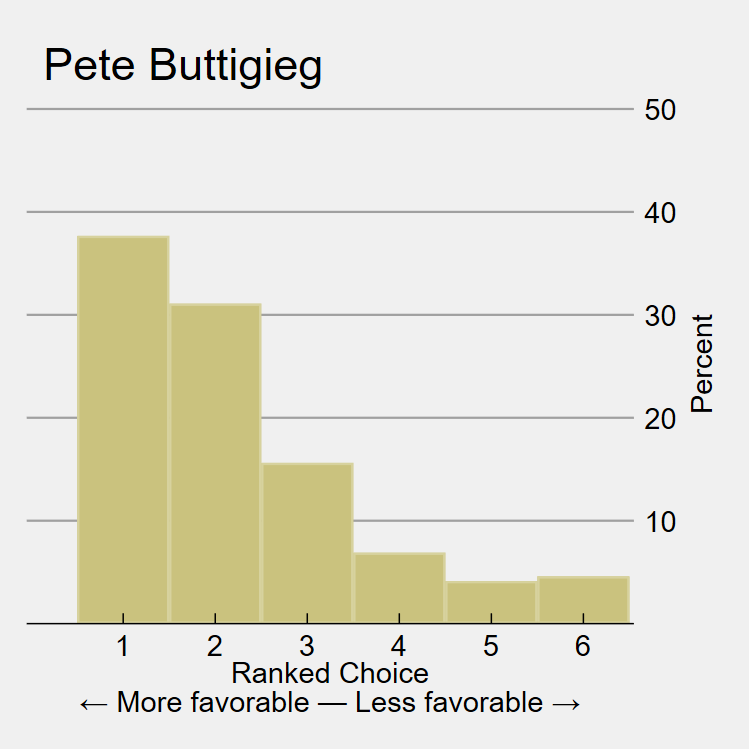 Pete Buttigieg
50
40
30
20
10
Percent
1 2 3 4 5 6
Ranked Choice
← More favorable — Less favorable →